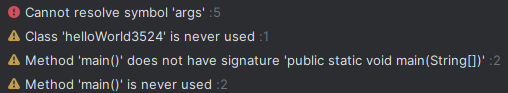 Cannot resolve symbol 'args' :5
Class 'helloWorld3524' is never used :1
Method 'main()' does not have signature 'public static void main(String[])' :2
Method 'main()' is never used :2